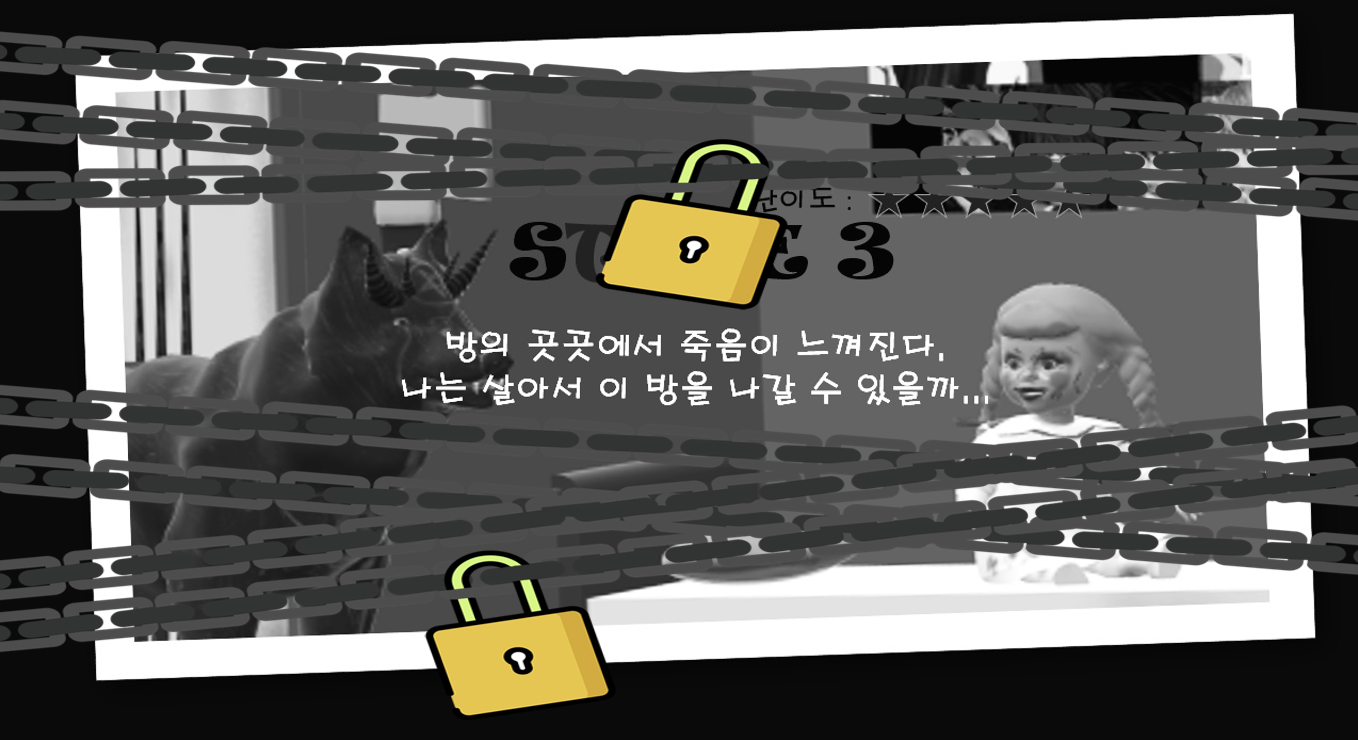 난이도 : ☆☆☆☆☆
STAGE 3
방의 곳곳에서 죽음이 느껴진다.
나는 살아서 이 방을 나갈 수 있을까...